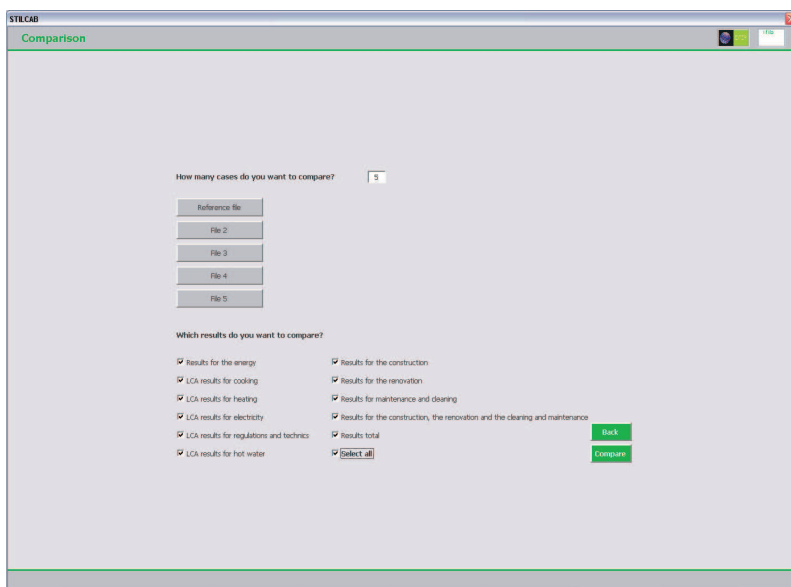 STILCAB
Comparison
How many cases do you want to compare? 5
Reference file
File 2
File 3
File 4
File 5
Which results do you want to compare?
Results for the energy
Results for the construction
LCA results for cooking
Results for the renovation
LCA results for heating
Results for maintenance and cleaning
LCA results for electricity
Results for the construction, the renovation and the cleaning and maintenance
LCA results for regulations and technics
Results total
LCA results for hot water
Select all
Back
Compare